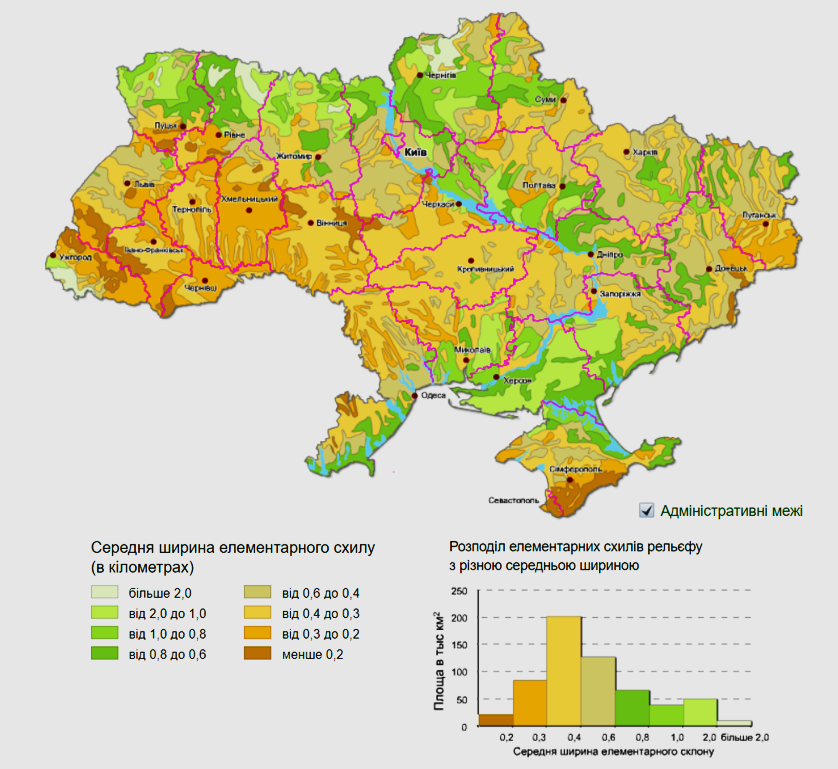 Чернігів
Суми
Луцьк
Рівне
Київ
Харків
Житомир
Львів
Полтава
Хмельницький
Тернопіль
Черкаси
Луганськ
Вінниця
Івано-Франківськ
Ужгород
Дніпро
Кропивницький
Донецьк
Чернівці
Запоріжжя
Миколаїв
Херсон
Одеса
Сімферополь
Севастополь
Адміністративні межі
Середня ширина елементарного схилу
(в кілометрах)
більше 2,0
від 2,0 до 1,0
від 1,0 до 0,8
від 0,8 до 0,6
від 0,6 до 0,4
від 0,4 до 0,3
від 0,3 до 0,2
менше 0,2
Розподіл елементарних схилів рельєфу
з різною середньою шириною
Площа в тыс км²
250
200
150
100
50
0
0,2 0,3 0,4 0,6 0,8 1,0 2,0 більше 2,0
Середня ширина елементарного склону